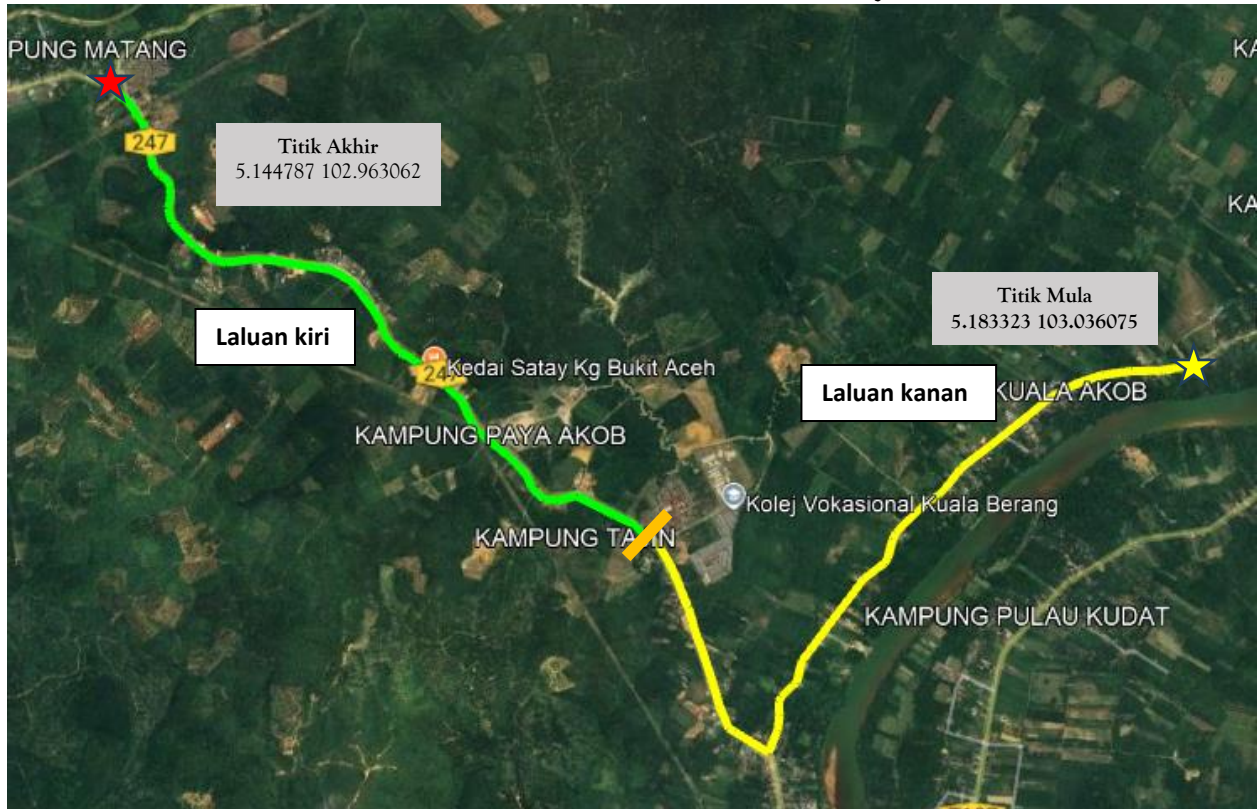 PUNG MATANG
KA
247
Titik Akhir
5.144787 102.963062
KA
Titik Mula
5.183323 103.036075
Laluan kiri
Kedai Satay Kg Bukit Aceh
Laluan kanan
KUALA AKOB
KAMPUNG PAYA AKOB
Kolej Vokasional Kuala Berang
KAMPUNG
KAMPUNG PULAU KUDAT